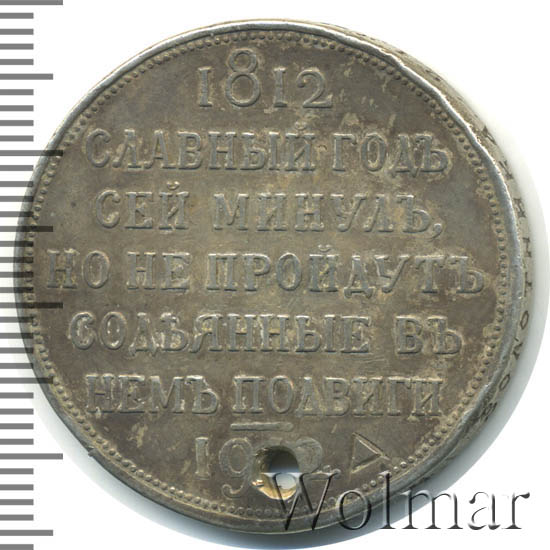 1812
СЛАВНЫЙ ГОДЪ
СЕЙ МИНУЛЪ,
НО НЕ ПРОЙДУТЪ
СОДѢЯННЫЕ ВЪ
НЕМЪ ПОДВИГИ
Wolmar